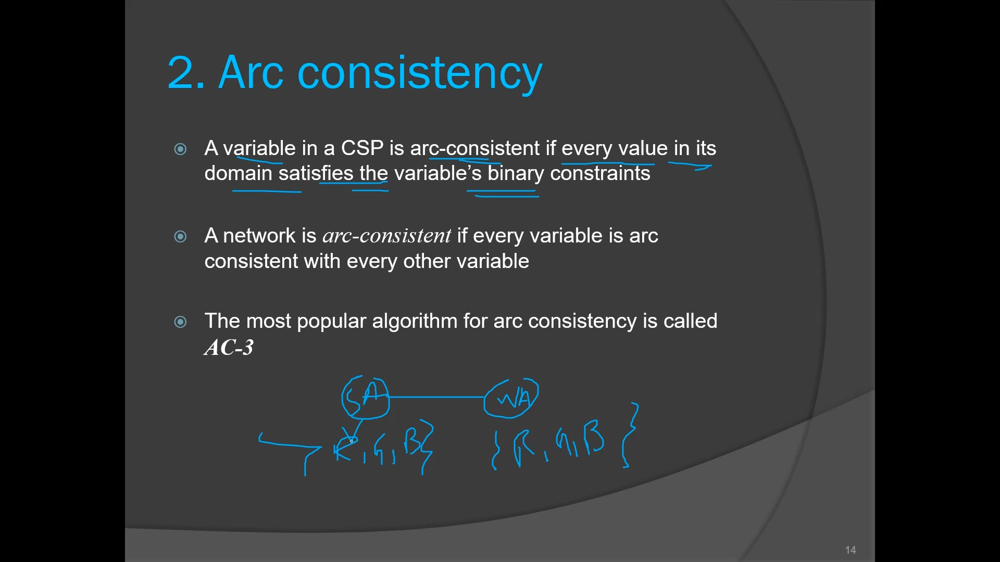 2. Arc consistency
A variable in a CSP is arc-consistent if every value in its
domain satisfies the variable’s binary constraints
A network is arc-consistent if every variable is arc
consistent with every other variable
The most popular algorithm for arc consistency is called
AC-3
SA WA
R, G, B} {R, G, B}
14